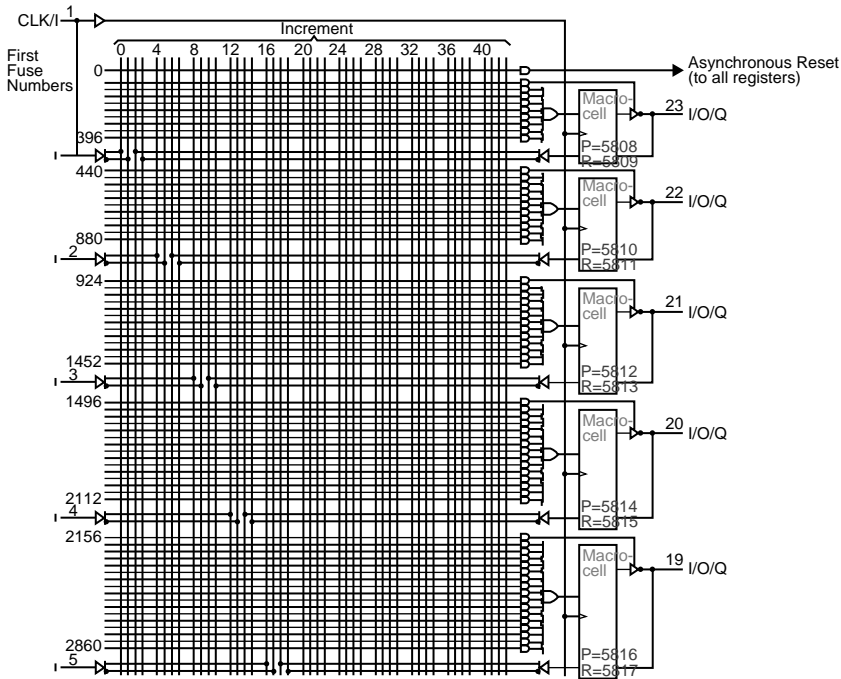 CLK/I 1
Increment
First
Fuse
Numbers
0 4 8 12 16 20 24 28 32 36 40
0
Asynchronous Reset
(to all registers)
Macro-
cell
23 I/O/Q
396
P=5808
R=5809
I
440
Macro-
cell
22 I/O/Q
880
P=5810
R=5811
I 2
924
Macro-
cell
21 I/O/Q
1452
P=5812
R=5813
I 3
1496
Macro-
cell
20 I/O/Q
2112
P=5814
R=5815
I 4
2156
Macro-
cell
19 I/O/Q
2860
P=5816
R=5817
I 5